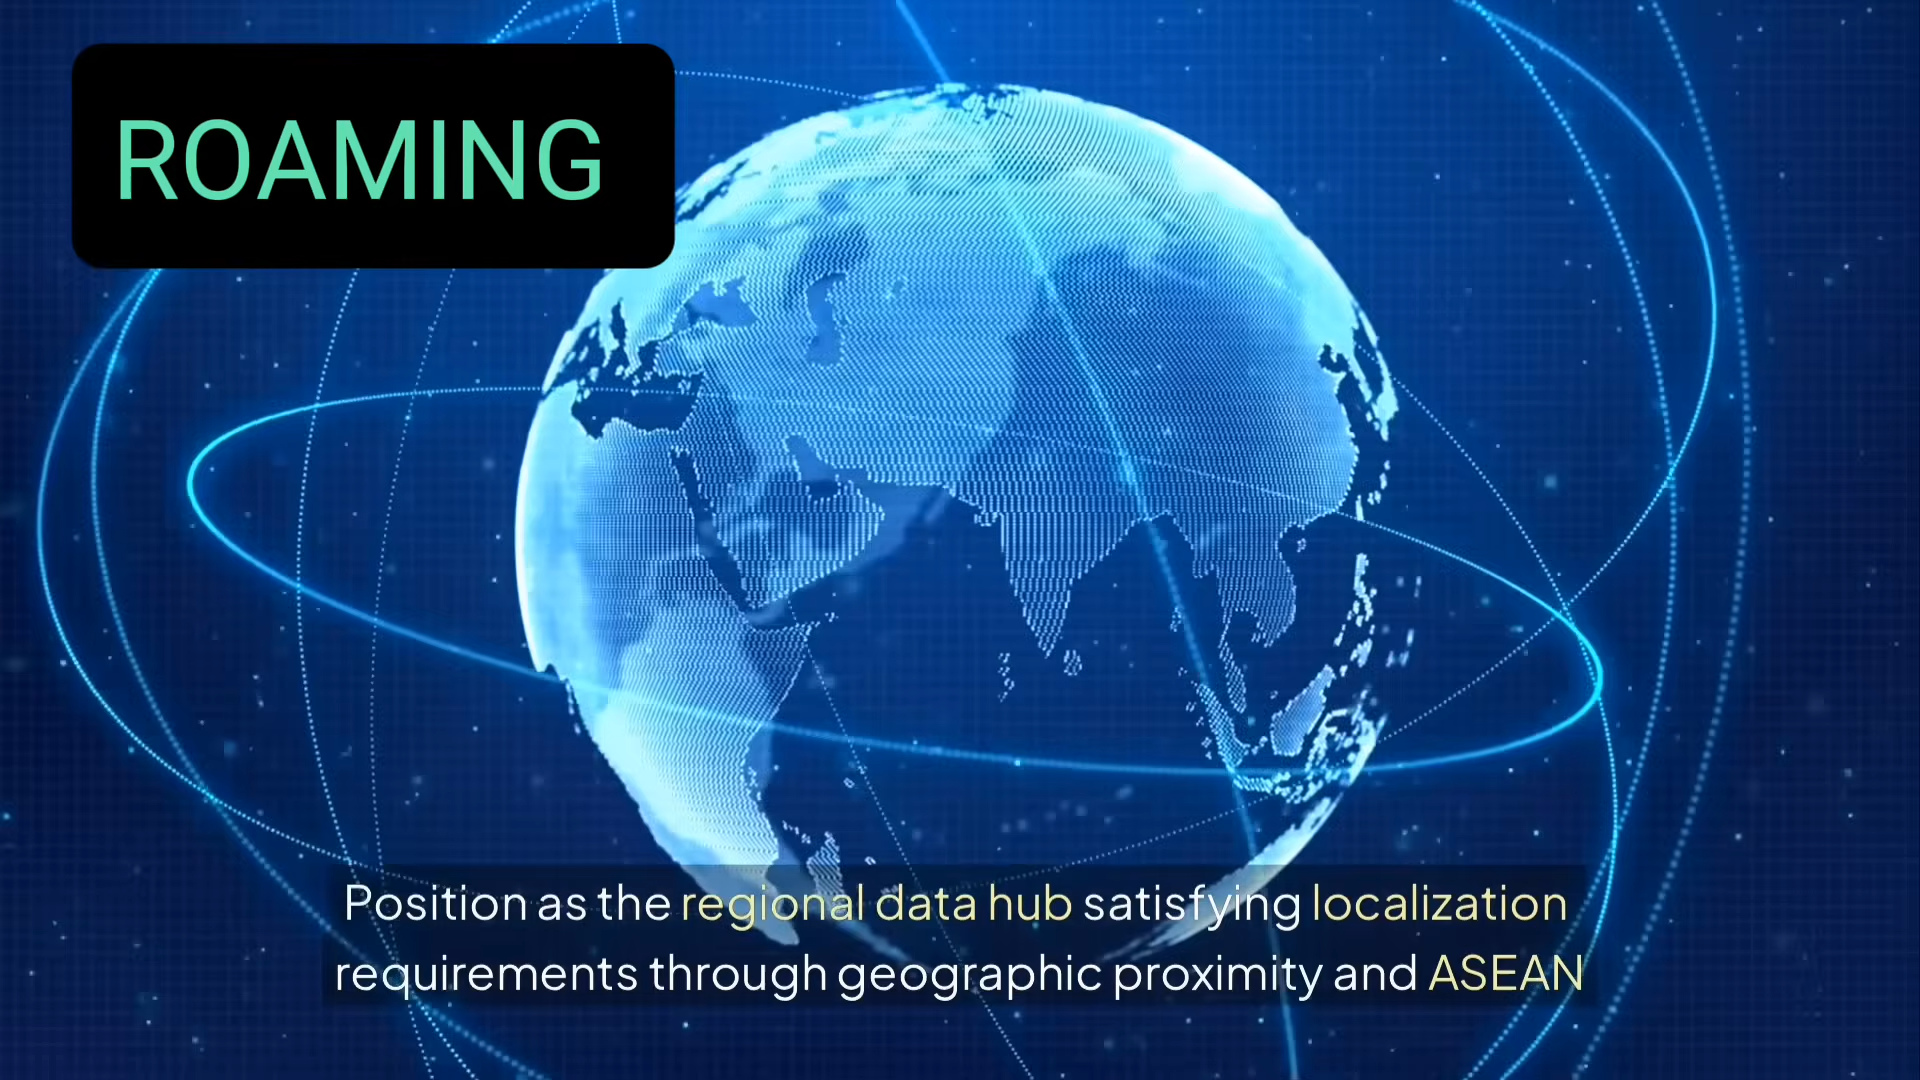 ROAMING
Position as the regional data hub satisfying localization
requirements through geographic proximity and ASEAN